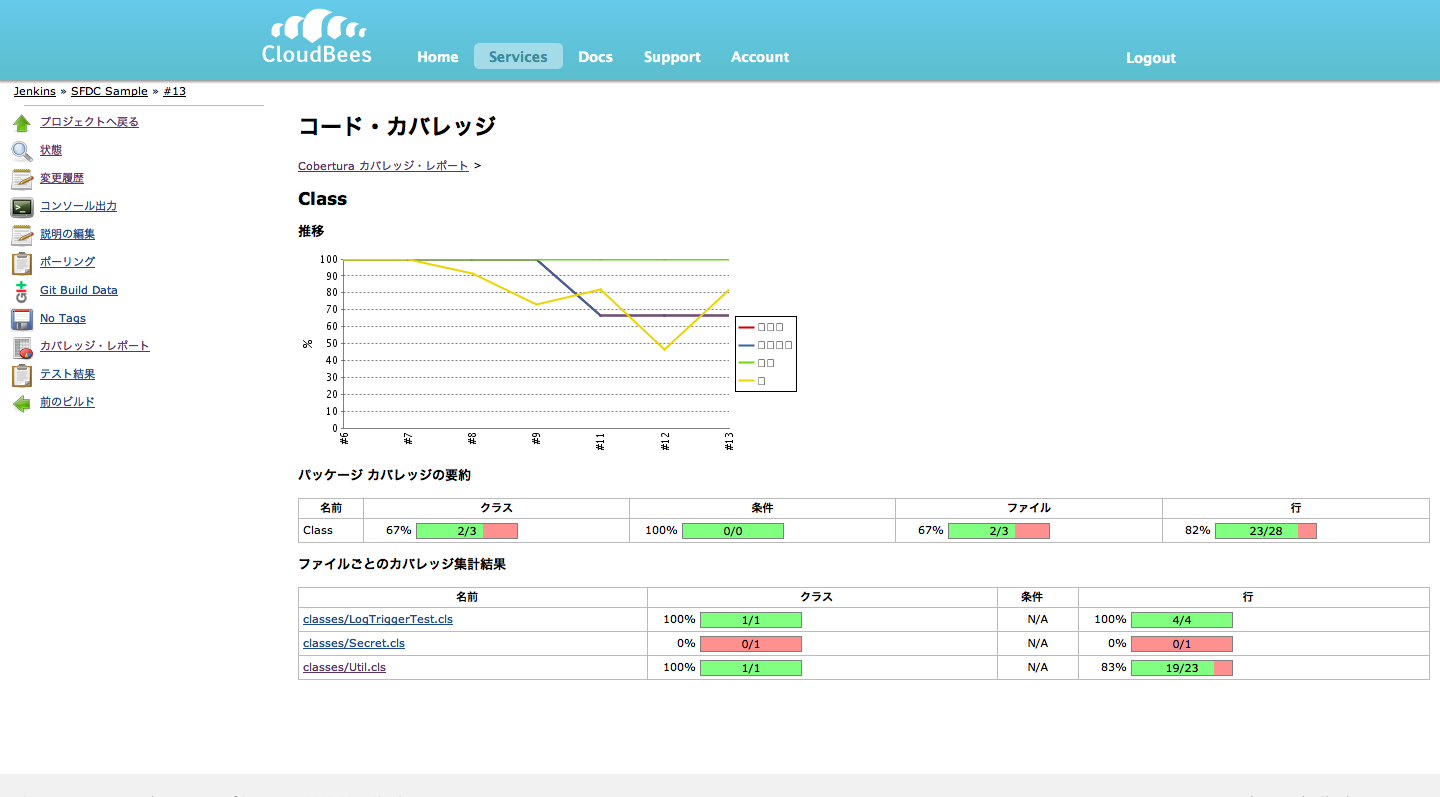 CloudBees
Home Services Docs Support Account Logout
Jenkins » SFDC Sample » #13
プロジェクトへ戻る
状態
変更履歴
コンソール出力
説明の編集
ポーリング
Git Build Data
No Tags
カバレッジ・レポート
テスト結果
前のビルド
コード・カバレッジ
Cobertura カバレッジ・レポート >
Class
推移
100
90
80
70
60
50
40
30
20
10
0
%
#6 #7 #8 #9 #11 #12 #13
パッケージ カバレッジの要約
名前 クラス 条件 ファイル 行
Class 67% 2/3 100% 0/0 67% 2/3 82% 23/28
ファイルごとのカバレッジ集計結果
名前 クラス 条件 行
classes/LogTriggerTest.cls 100% 1/1 N/A 100% 4/4
classes/Secret.cls 0% 0/1 N/A 0% 0/1
classes/Util.cls 100% 1/1 N/A 83% 19/23